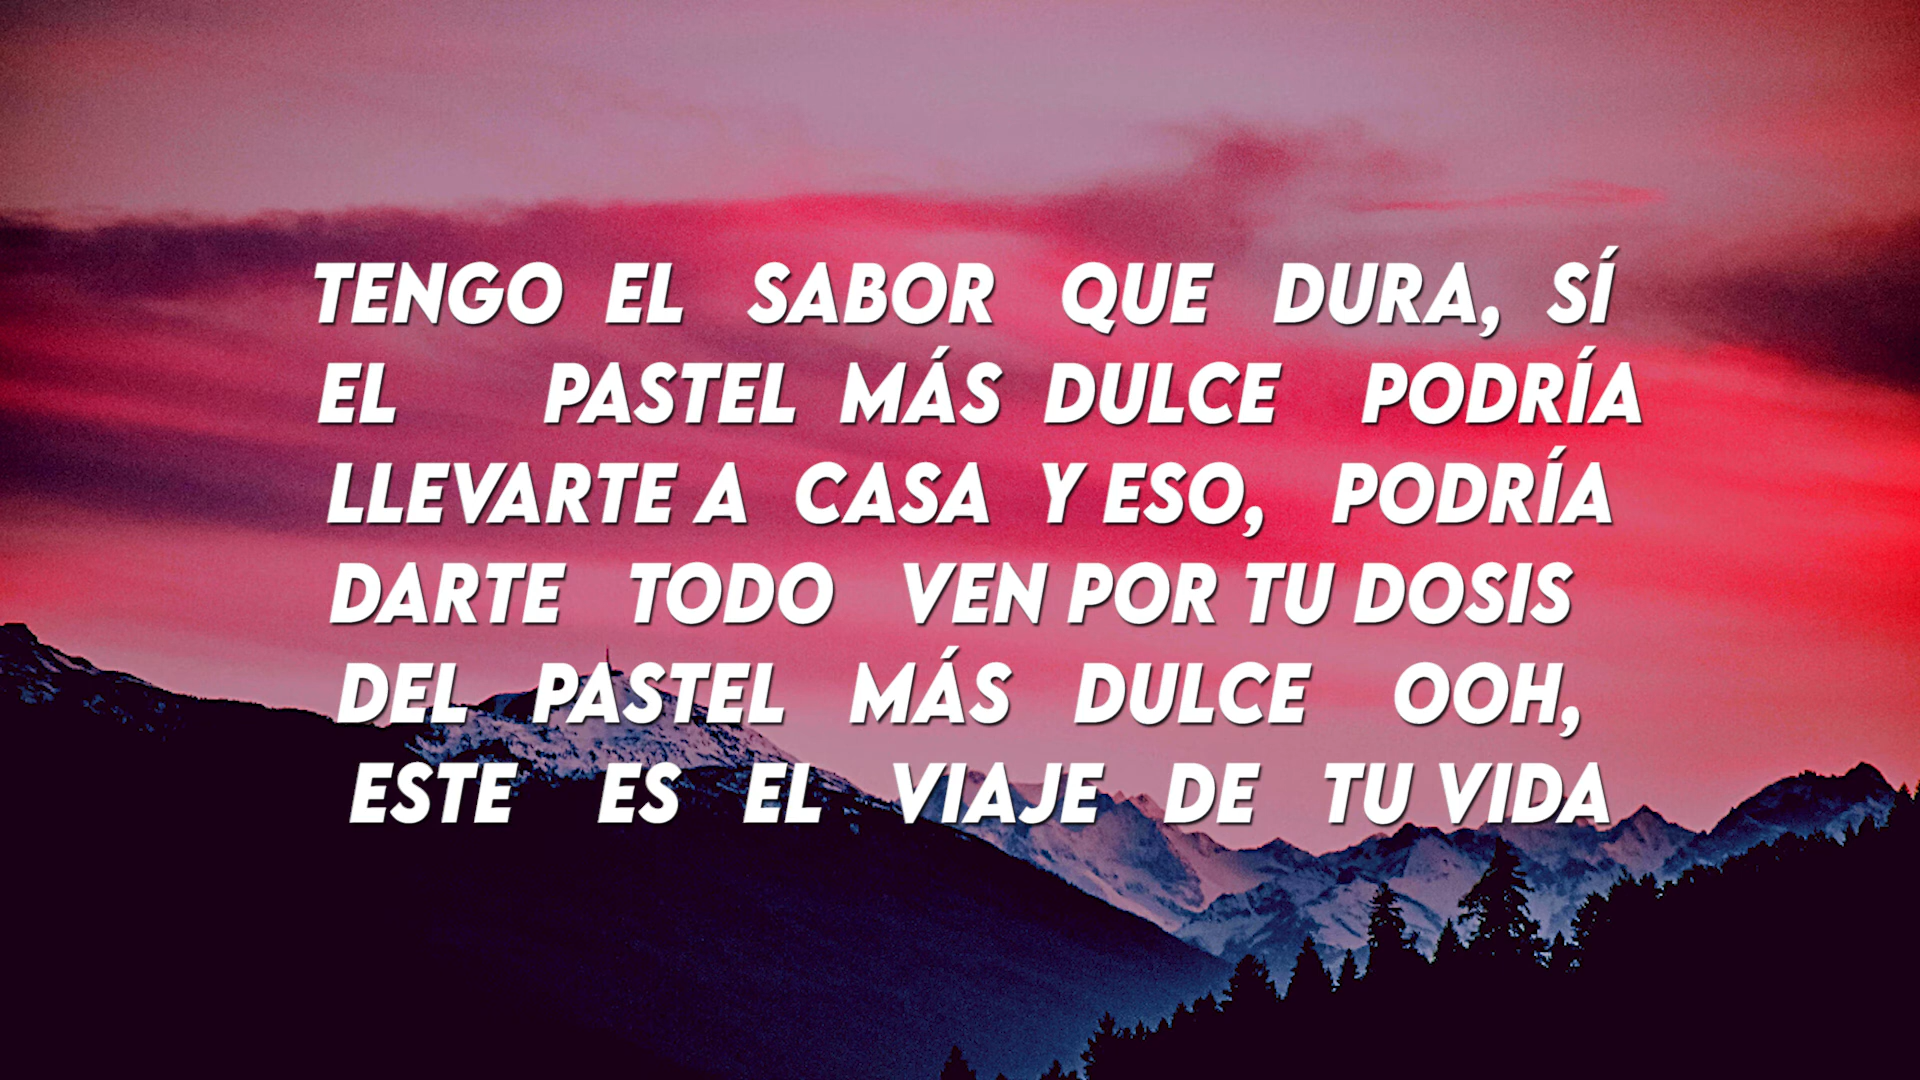 TENGO EL SABOR QUE DURA, SÍ
EL PASTEL MÁS DULCE PODRÍA
LLEVARTE A CASA Y ESO, PODRÍA
DARTE TODO VEN POR TU DOSIS
DEL PASTEL MÁS DULCE OOH,
ESTE ES EL VIAJE DE TU VIDA